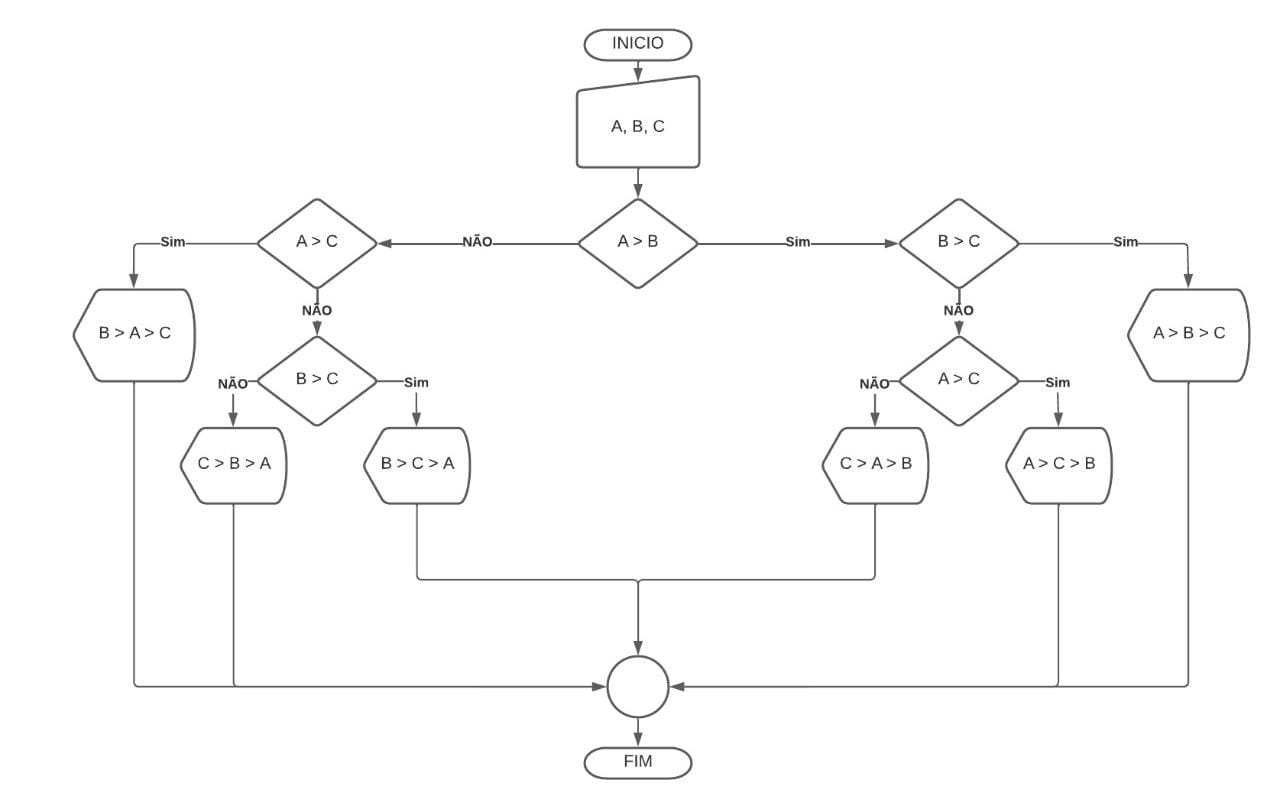 INICIO
A, B, C
A > B
NÃO
Sim
A > C
Sim
NÃO
B > A > C
B > C
NÃO
Sim
C > B > A
B > C > A
B > C
Sim
NÃO
A > B > C
A > C
NÃO
Sim
C > A > B
A > C > B
FIM